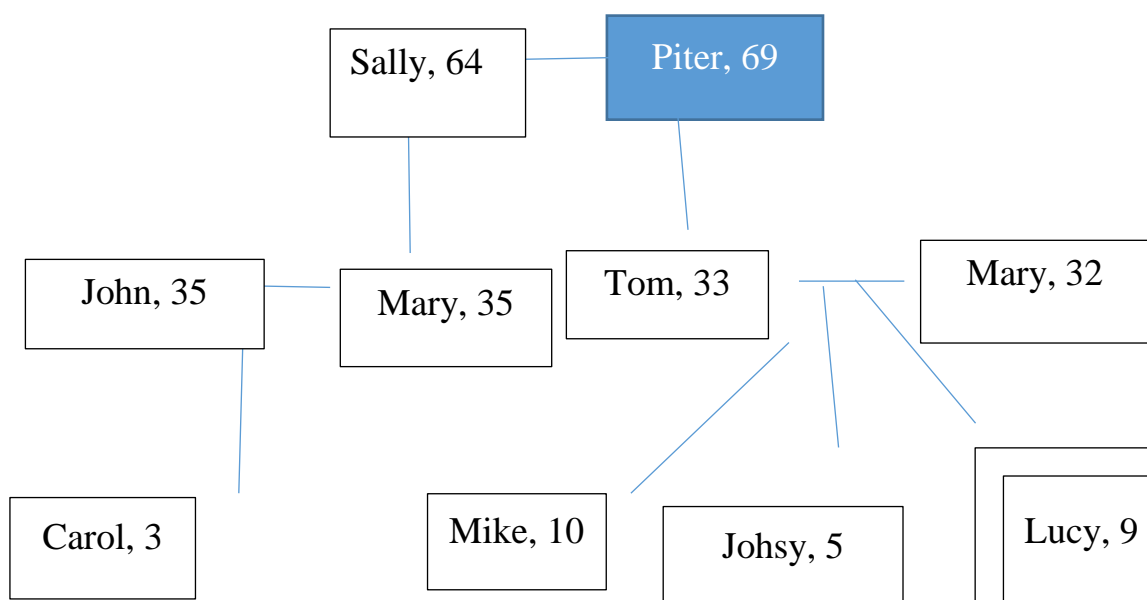 Sally, 64
Piter, 69
John, 35
Mary, 35
Tom, 33
Mary, 32
Carol, 3
Mike, 10
Johsy, 5
Lucy, 9